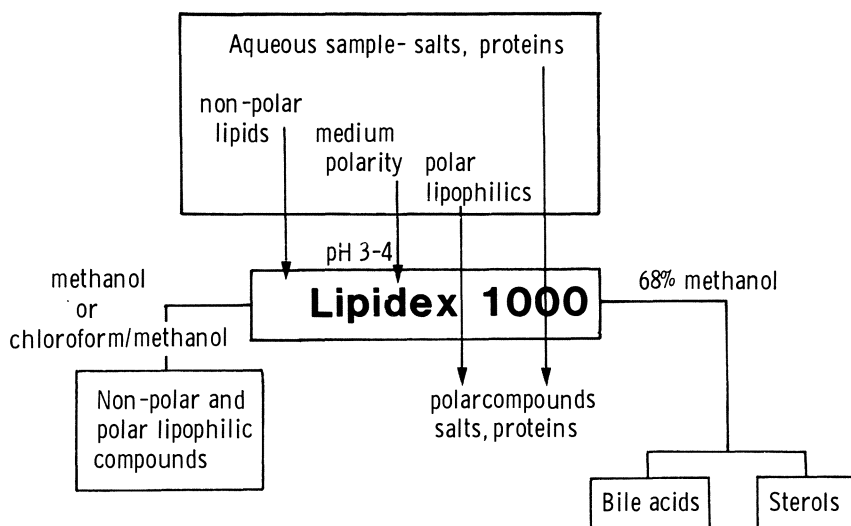 Aqueous sample- salts, proteins
non-polar
lipids
medium
polarity
polar
lipophilics
pH 3-4
methanol
or
chloroform/methanol
Lipidex 1000
68% methanol
Non-polar and
polar lipophilic
compounds
polarcompounds
salts, proteins
Bile acids
Sterols